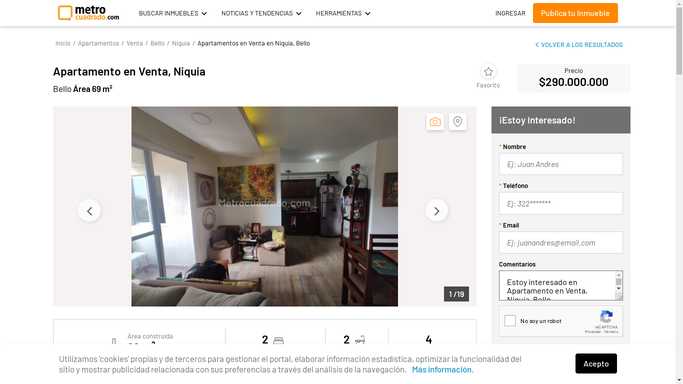 metro
cuadrado.com
BUSCAR INMUEBLES
NOTICIAS Y TENDENCIAS
HERRAMIENTAS
INGRESAR
Publica tu Inmueble
Inicio / Apartamentos / Venta / Bello / Niquia / Apartamentos en Venta en Niquia, Bello
VOLVER A LOS RESULTADOS
Apartamento en Venta, Niquia
Bello Área 69 m²
Favorito
Precio
$290.000.000
Metrocuadrado.com
1 /19
¡Estoy Interesado!
* Nombre
Ej: Juan Andres
* Teléfono
Ej: 322*******
* Email
Ej: juanandres@email.com
Comentarios
Estoy interesado en
Apartamento en Venta,
Niquia, Bello
No soy un robot
reCAPTCHA
Privacidad - Términos
Área construida
2
2
4
Utilizamos 'cookies' propias y de terceros para gestionar el portal, elaborar información estadística, optimizar la funcionalidad del
sitio y mostrar publicidad relacionada con sus preferencias a través del análisis de la navegación. Más información.
Acepto